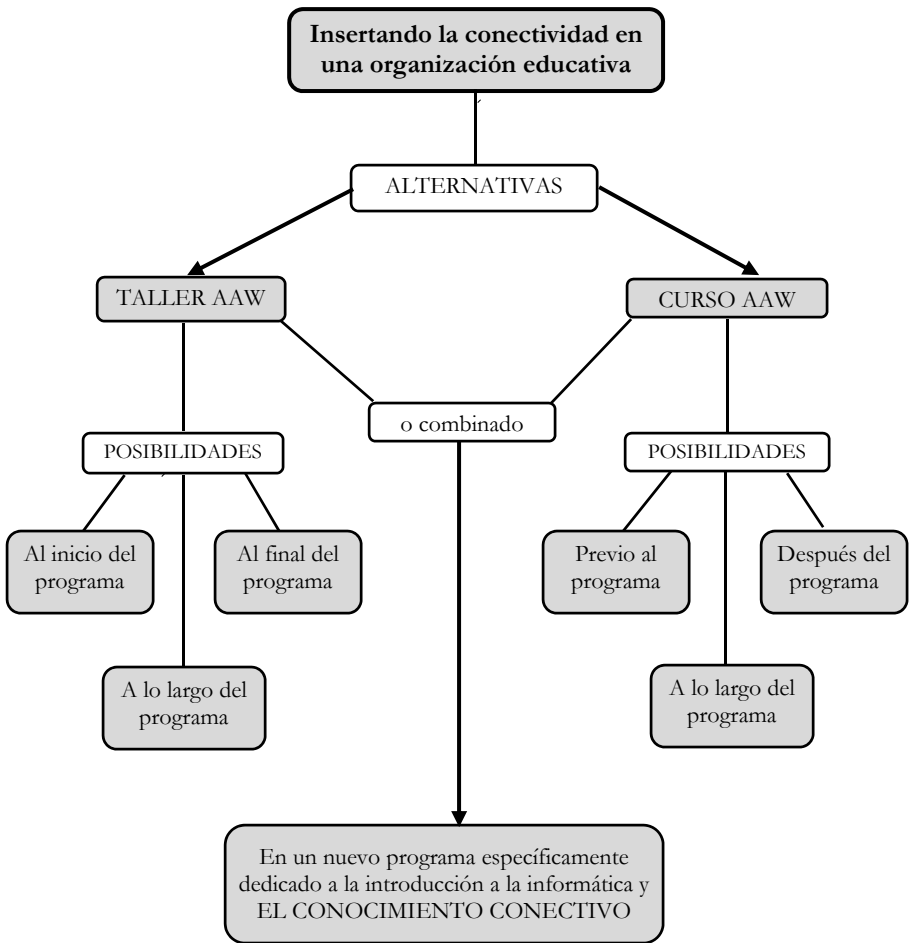 Insertando la conectividad en
una organización educativa
ALTERNATIVAS
TALLER AAW
CURSO AAW
o combinado
POSIBILIDADES
POSIBILIDADES
Al inicio del
programa
Al final del
programa
Previo al
programa
Después del
programa
A lo largo del
programa
A lo largo del
programa
En un nuevo programa específicamente
dedicado a la introducción a la informática y
EL CONOCIMIENTO CONECTIVO